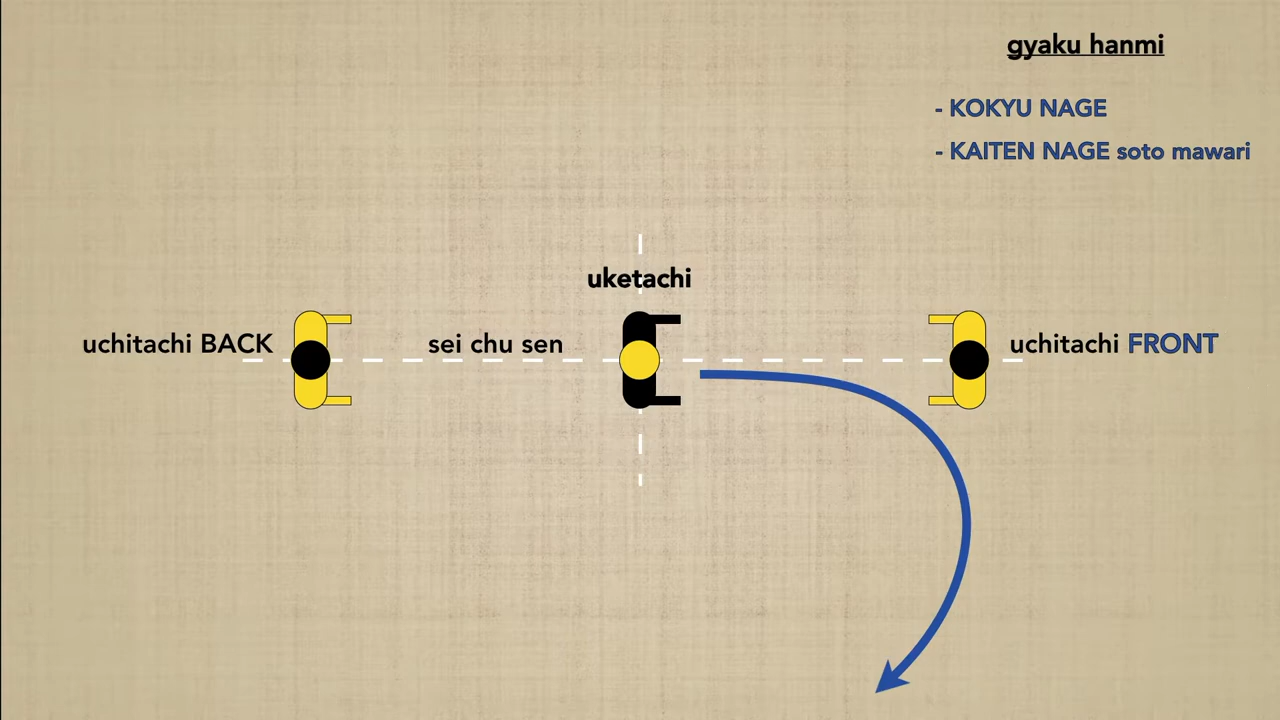 gyaku hanmi
- KOKYU NAGE
- KAITEN NAGE soto mawari
uketachi
uchitachi BACK
sei chu sen
uchitachi FRONT